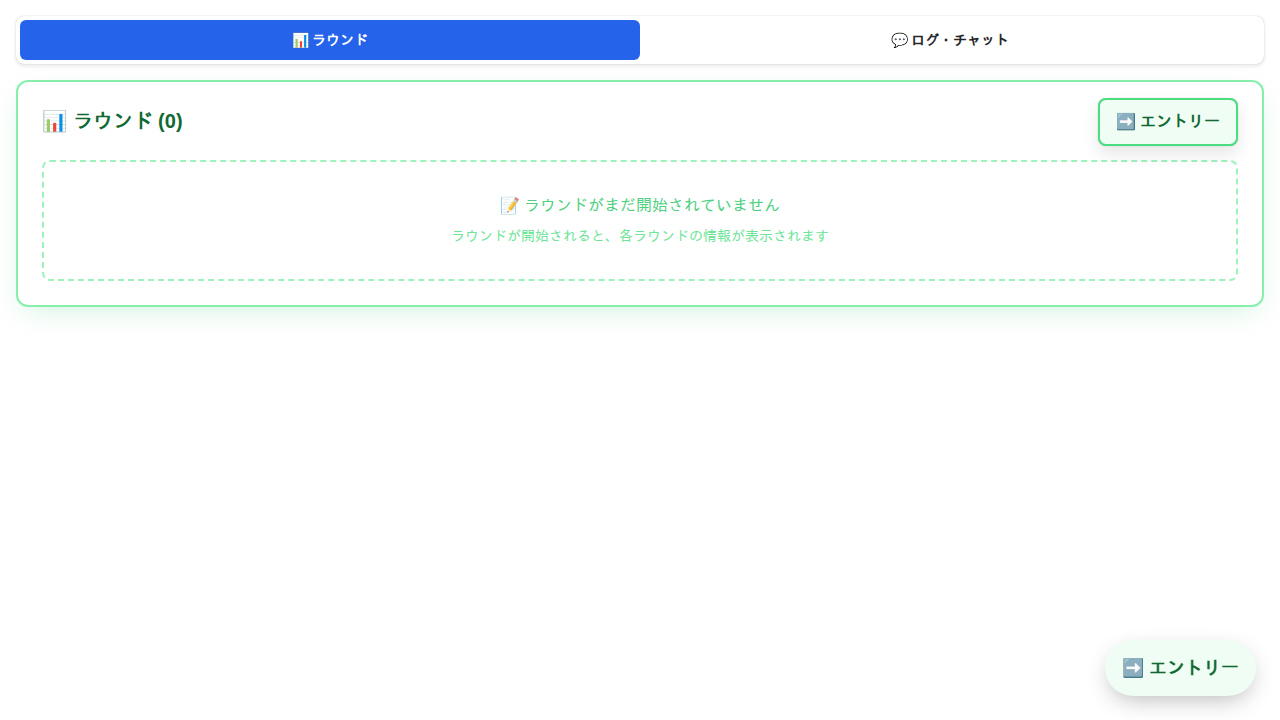 📊 ラウンド
💬 ログ・チャット
📊 ラウンド (0)
➡️ エントリー
📝 ラウンドがまだ開始されていません
ラウンドが開始されると、各ラウンドの情報が表示されます
➡️ エントリー